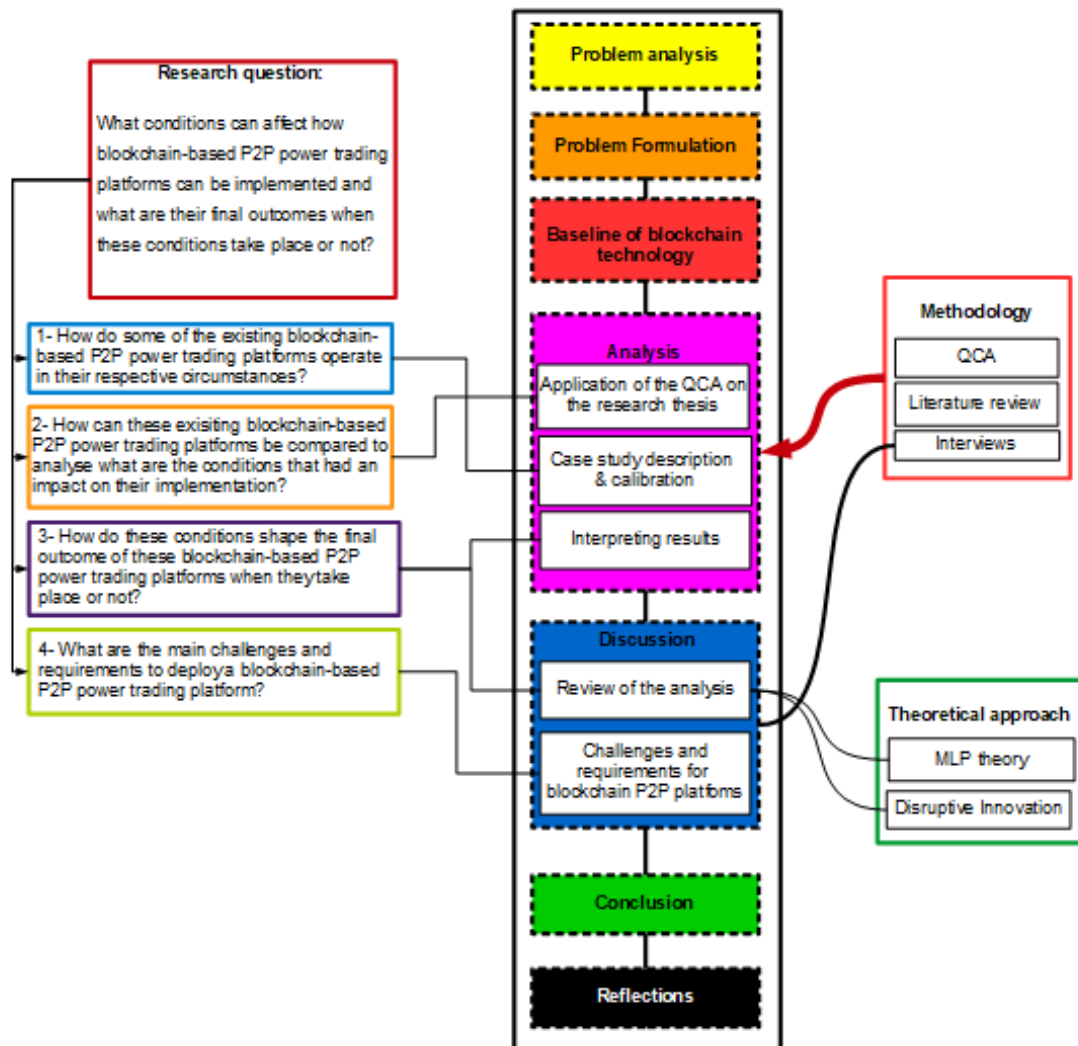 Research question:
What conditions can affect how
blockchain-based P2P power trading
platforms can be implemented and
what are their final outcomes when
these conditions take place or not?
1- How do some of the existing blockchain-
based P2P power trading platforms operate
in their respective circumstances?
2- How can these exisiting blockchain-based
P2P power trading platforms be compared to
analyse what are the conditions that had an
impact on their implementation?
3- How do these conditions shape the final
outcome of these blockchain-based P2P
power trading platforms when they take
place or not?
4- What are the main challenges and
requirements to deploy a blockchain-based
P2P power trading platform?
Problem analysis
Problem Formulation
Baseline of blockchain
technology
Analysis
Application of the QCA on
the research thesis
Case study description
& calibration
Interpreting results
Discussion
Review of the analysis
Challenges and
requirements for
blockchain P2P platfoms
Conclusion
Reflections
Methodology
QCA
Literature review
Interviews
Theoretical approach
MLP theory
Disruptive Innovation